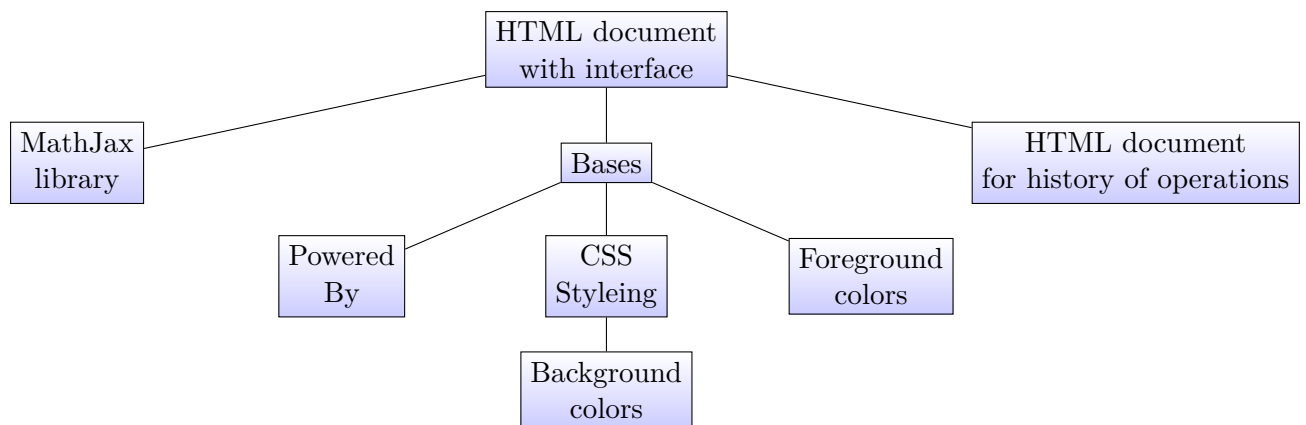 HTML document
with interface
MathJax
library
Bases
HTML document
for history of operations
Powered
By
CSS
Styleing
Foreground
colors
Background
colors